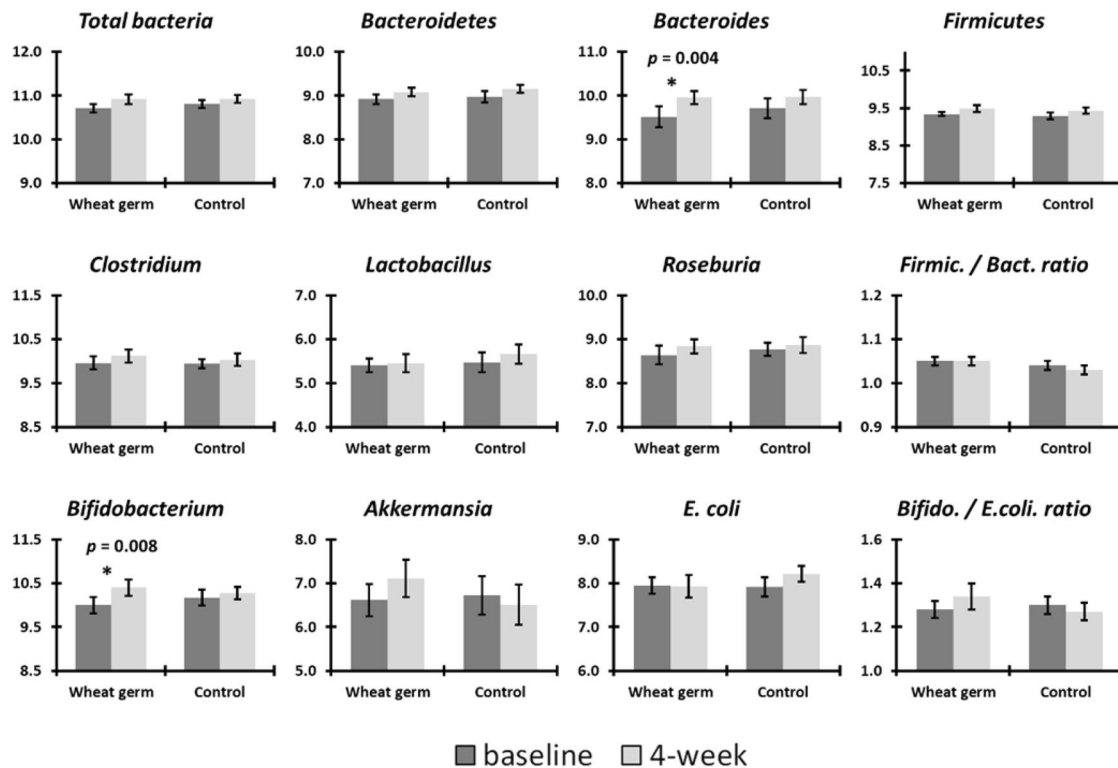 Total bacteria
Bacteroidetes
Bacteroides
Firmicutes
12.0
11.0
10.0
9.0
Wheat germ
Control
11.0
9.0
7.0
Wheat germ
Control
11.0
10.0
9.0
8.0
p = 0.004
*
Wheat germ
Control
10.5
9.5
8.5
7.5
Wheat germ
Control
Clostridium
Lactobacillus
Roseburia
Firmic. / Bact. ratio
11.5
10.5
9.5
8.5
Wheat germ
Control
7.0
6.0
5.0
4.0
Wheat germ
Control
10.0
9.0
8.0
7.0
Wheat germ
Control
1.2
1.1
1.0
0.9
Wheat germ
Control
Bifidobacterium
Akkermansia
E. coli
Bifido. / E.coli. ratio
11.5
10.5
9.5
8.5
p = 0.008
*
Wheat germ
Control
8.0
7.0
6.0
5.0
Wheat germ
Control
9.0
8.0
7.0
6.0
Wheat germ
Control
1.6
1.4
1.2
1.0
Wheat germ
Control
baseline
4-week